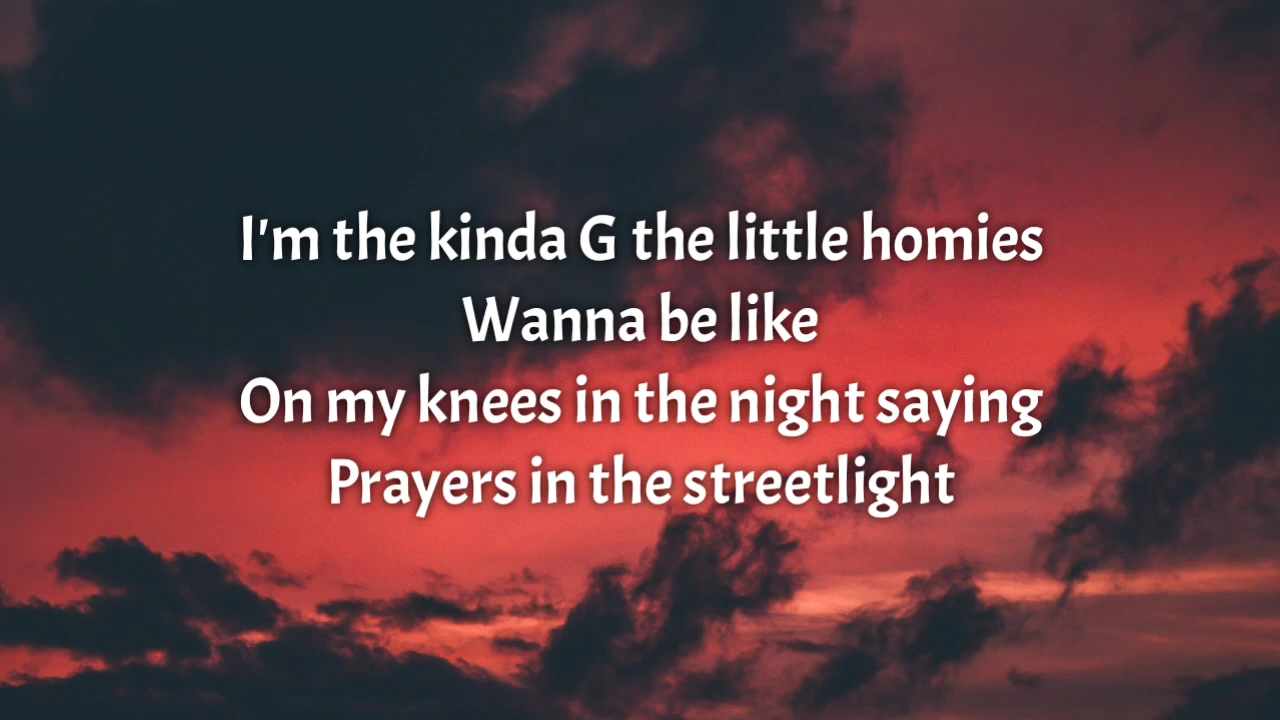 I'm the kinda G the little homies
Wanna be like
On my knees in the night saying
Prayers in the streetlight